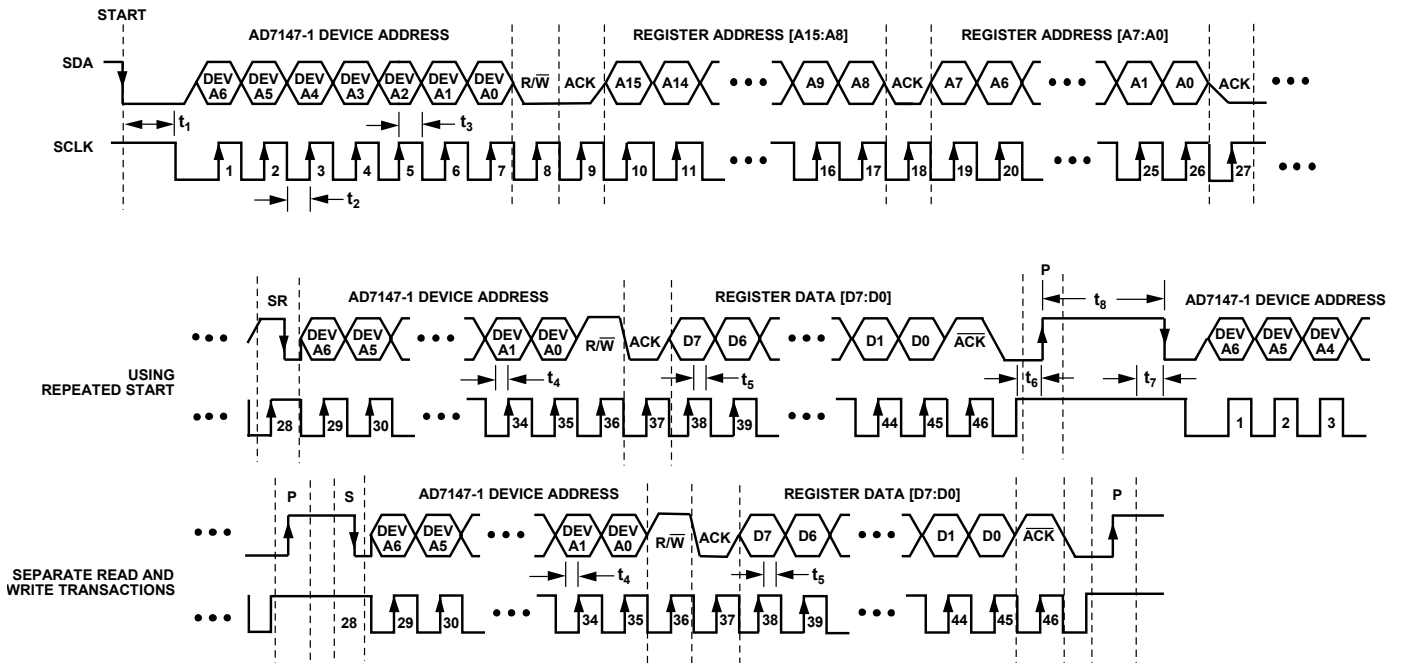 START
AD7147-1 DEVICE ADDRESS
REGISTER ADDRESS [A15:A8]
REGISTER ADDRESS [A7:A0]
SDA
DEV A6 DEV A5 DEV A4 DEV A3 DEV A2 DEV A1 DEV A0 R/W̅ ACK A15 A14 ••• A9 A8 ACK A7 A6 ••• A1 A0 ACK •••
t1
t3
SCLK
1 2 3 4 5 6 7 8 9 10 11 ••• 16 17 18 19 20 ••• 25 26 27 •••
t2
P
SR
AD7147-1 DEVICE ADDRESS
REGISTER DATA [D7:D0]
t8
AD7147-1 DEVICE ADDRESS
••• DEV A6 DEV A5 ••• DEV A1 DEV A0 R/W̅ ACK D7 D6 ••• D1 D0 A̅C̅K̅ DEV A6 DEV A5 DEV A4
USING
REPEATED START
t4
t5
t6
t7
••• 28 29 30 ••• 34 35 36 37 38 39 ••• 44 45 46 1 2 3
P
S
AD7147-1 DEVICE ADDRESS
REGISTER DATA [D7:D0]
P
••• DEV A6 DEV A5 ••• DEV A1 DEV A0 R/W̅ ACK D7 D6 ••• D1 D0 A̅C̅K̅
SEPARATE READ AND
WRITE TRANSACTIONS
t4
t5
••• 28 29 30 ••• 34 35 36 37 38 39 ••• 44 45 46